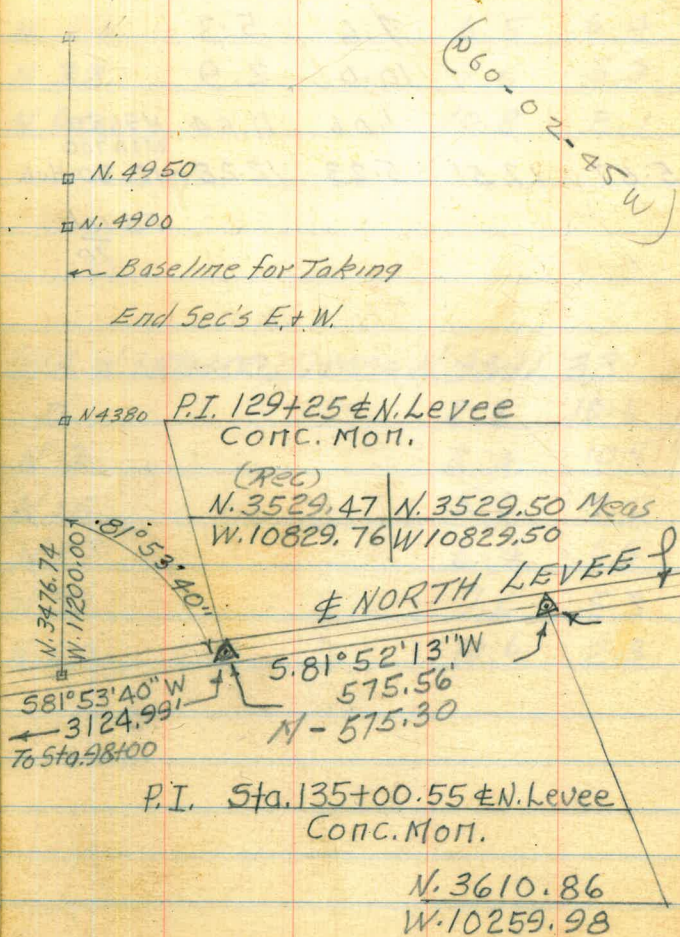 (N60-02-45W)
N. 4950
N. 4900
← Baseline for Taking
End Sec's E.+W.
N4380
P.I. 129+25 ℄ N. Levee
Conc. Mon.
(Rec)
N. 3529.47 N. 3529.50 Meas
W. 10829.76 W10829.50
81°53'40"
N. 3476.74
W. 11200.00
℄ NORTH LEVEE
S.81°52'13"W
575.56'
M-575.30
S81°53'40"W
3124.99'
To Sta. 98+00
P.I. Sta. 135+00.55 ℄ N. Levee
Conc. Mon.
N. 3610.86
W. 10259.98